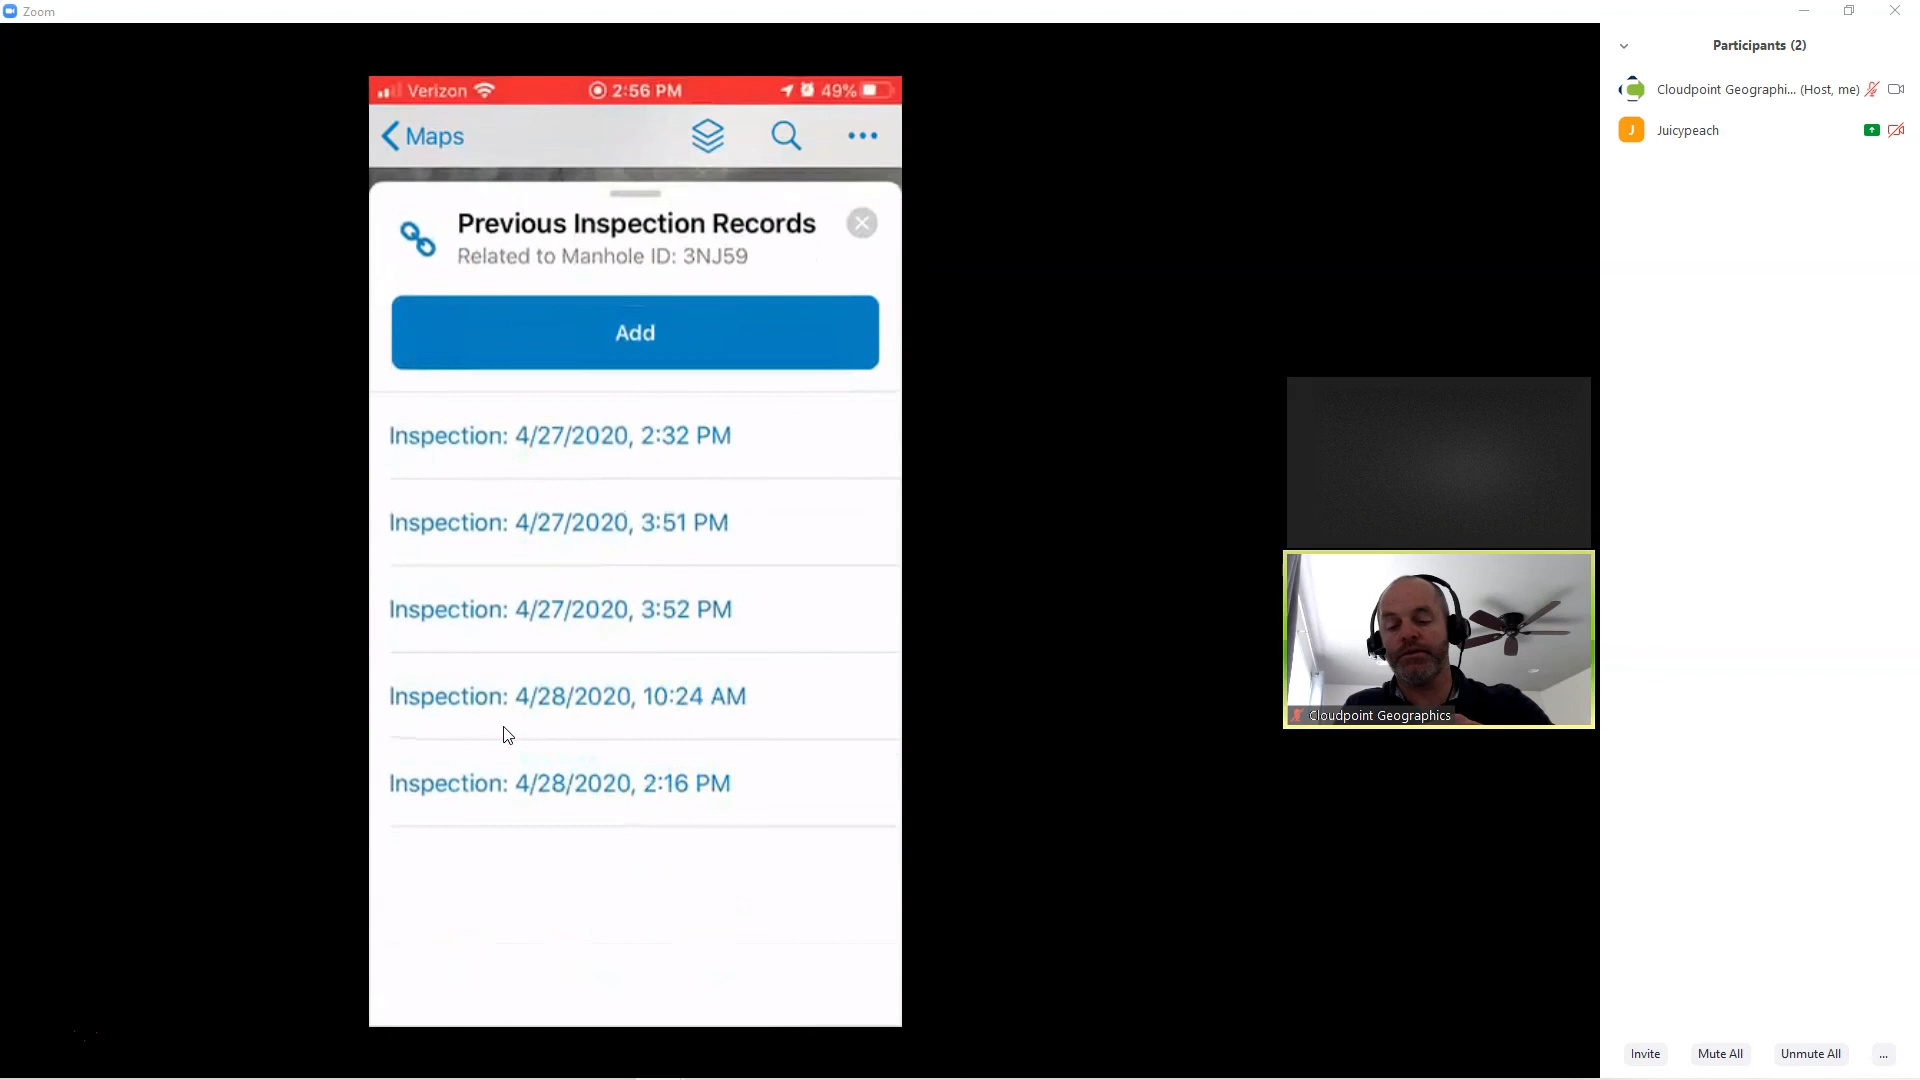 Zoom
Verizon 2:56 PM 49%
Maps
Previous Inspection Records
Related to Manhole ID: 3NJ59
Add
Inspection: 4/27/2020, 2:32 PM
Inspection: 4/27/2020, 3:51 PM
Inspection: 4/27/2020, 3:52 PM
Inspection: 4/28/2020, 10:24 AM
Inspection: 4/28/2020, 2:16 PM
Cloudpoint Geographics
Participants (2)
Cloudpoint Geographi... (Host, me)
J Juicypeach
Invite Mute All Unmute All ...